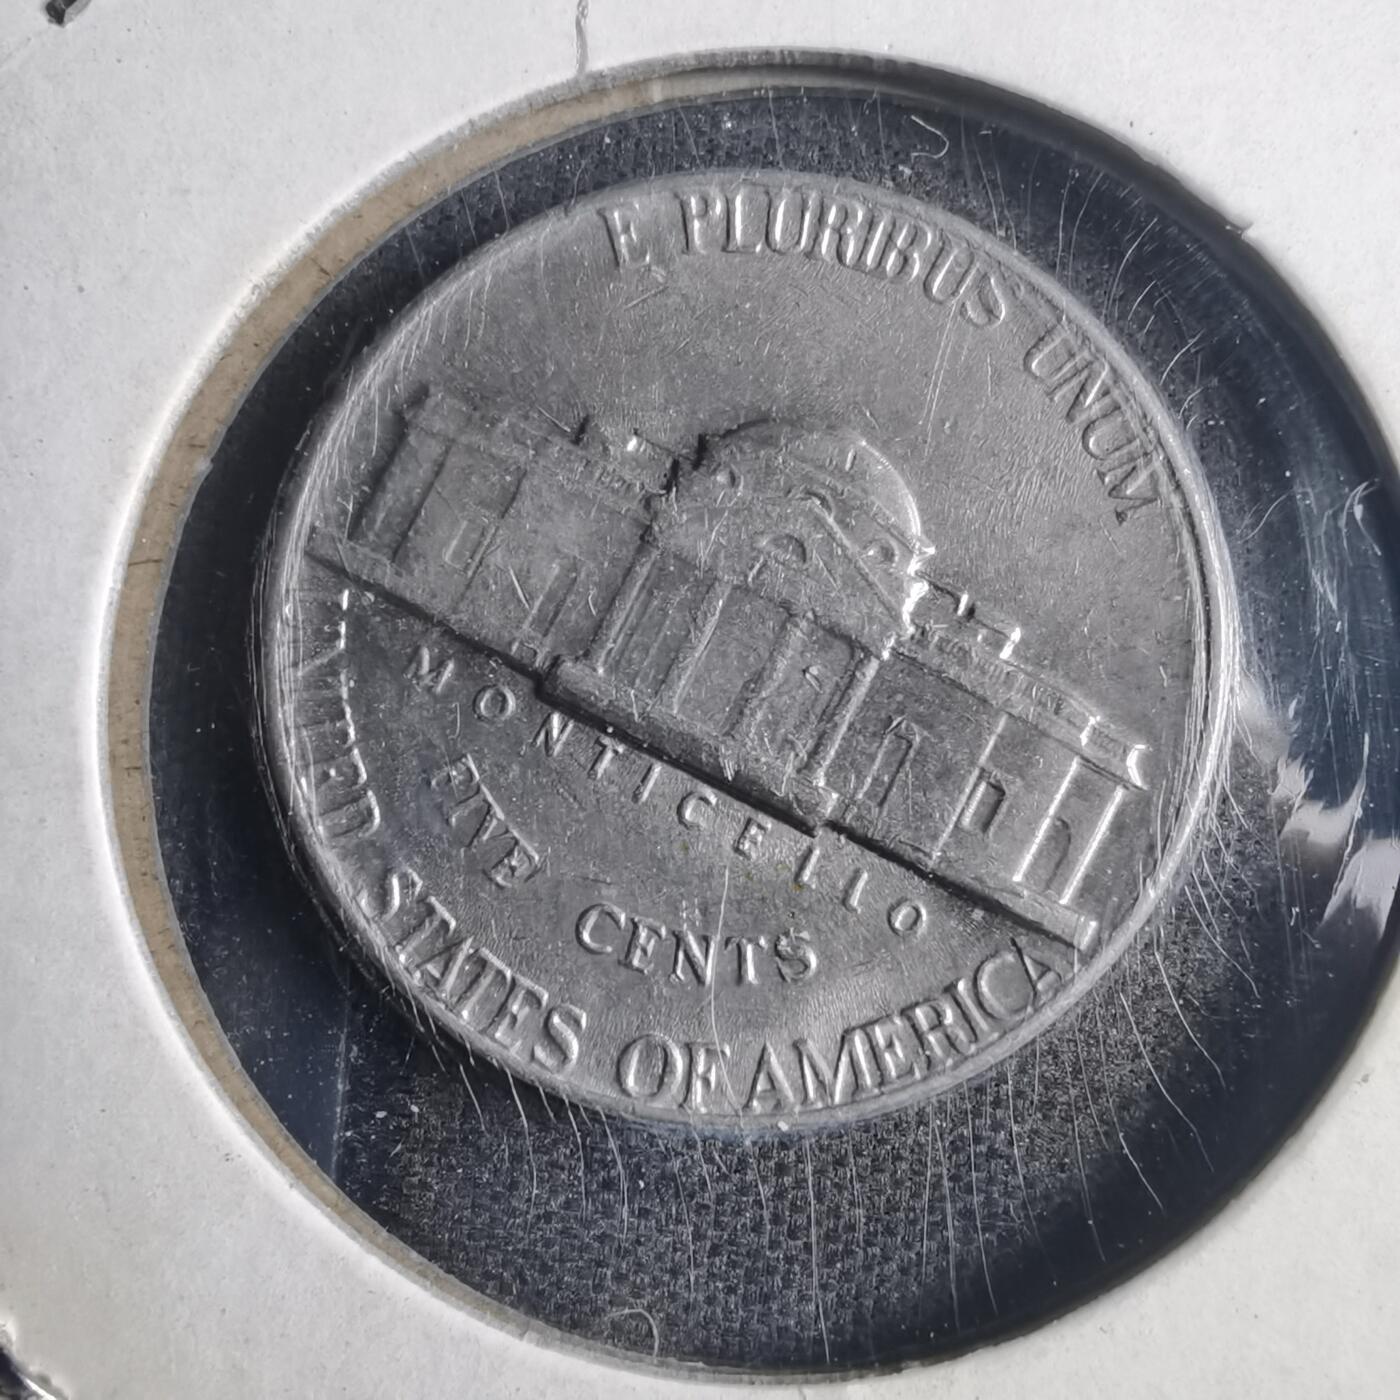 E PLURIBUS UNUM
MONTICELLO
FIVE CENTS
UNITED STATES OF AMERICA